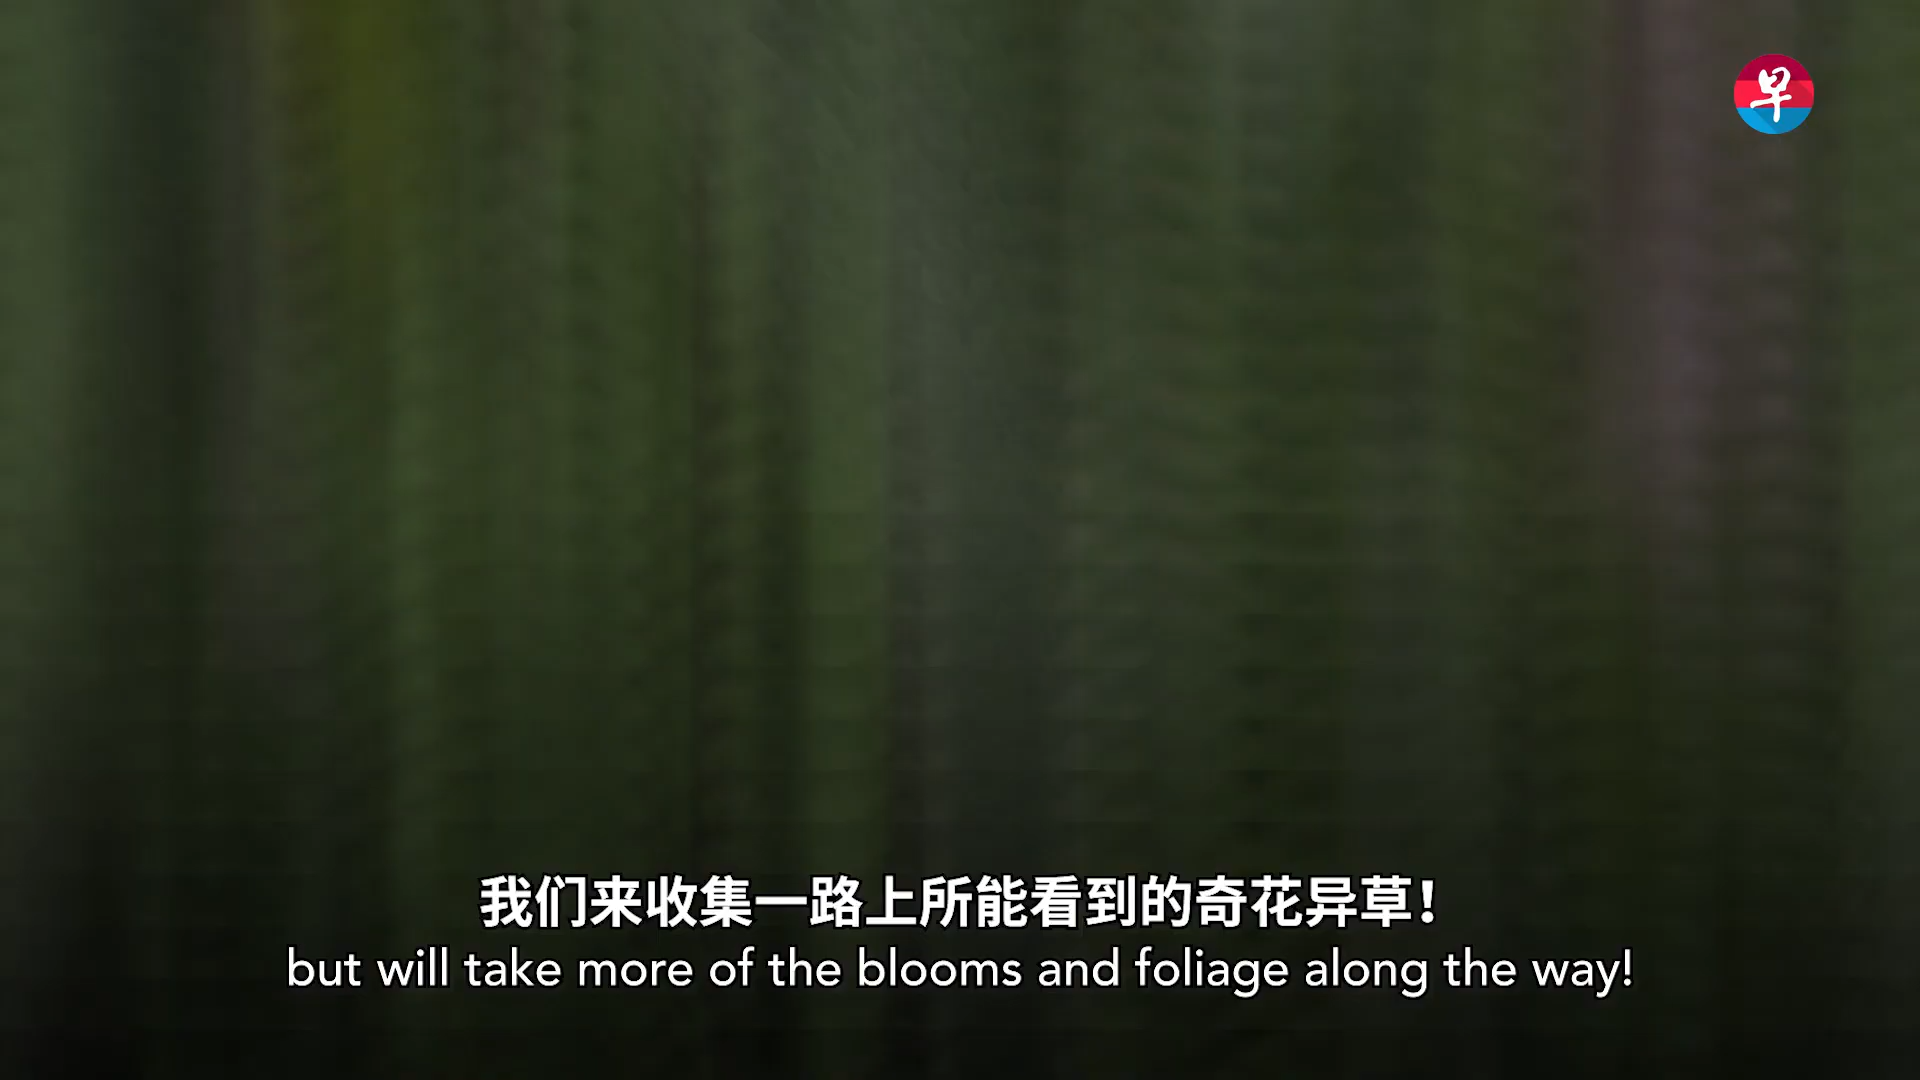 早
我们来收集一路上所能看到的奇花异草！
but will take more of the blooms and foliage along the way!